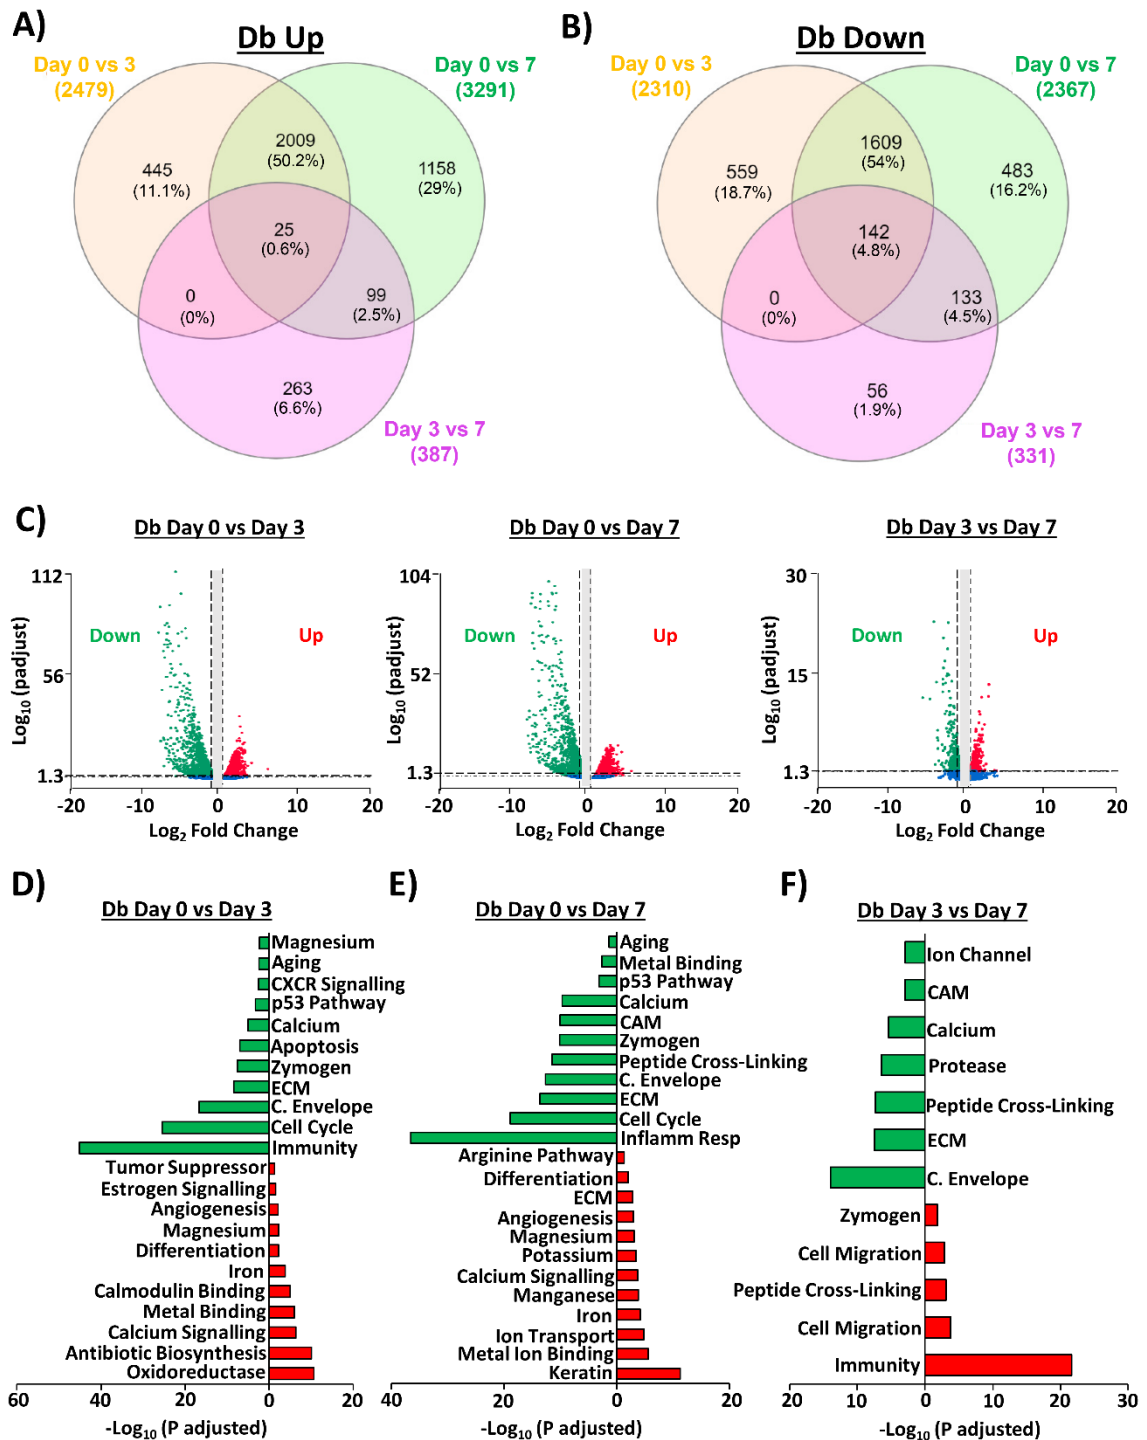 A)
Db Up
Day 0 vs 3
(2479)
Day 0 vs 7
(3291)
445
(11.1%)
2009
(50.2%)
1158
(29%)
25
(0.6%)
0
(0%)
99
(2.5%)
263
(6.6%)
Day 3 vs 7
(387)
B)
Db Down
Day 0 vs 3
(2310)
Day 0 vs 7
(2367)
559
(18.7%)
1609
(54%)
483
(16.2%)
142
(4.8%)
0
(0%)
133
(4.5%)
56
(1.9%)
Day 3 vs 7
(331)
C)
Db Day 0 vs Day 3
112
56
1.3
Log10 (padjust)
Down
Up
-20 -10 0 10 20
Log2 Fold Change
Db Day 0 vs Day 7
104
52
1.3
Log10 (padjust)
Down
Up
-20 -10 0 10 20
Log2 Fold Change
Db Day 3 vs Day 7
30
15
1.3
Log10 (padjust)
Down
Up
-20 -10 0 10 20
Log2 Fold Change
D)
Db Day 0 vs Day 3
Magnesium
Aging
CXCR Signalling
p53 Pathway
Calcium
Apoptosis
Zymogen
ECM
C. Envelope
Cell Cycle
Immunity
Tumor Suppressor
Estrogen Signalling
Angiogenesis
Magnesium
Differentiation
Iron
Calmodulin Binding
Metal Binding
Calcium Signalling
Antibiotic Biosynthesis
Oxidoreductase
60 40 20 0 20
-Log10 (P adjusted)
E)
Db Day 0 vs Day 7
Aging
Metal Binding
p53 Pathway
Calcium
CAM
Zymogen
Peptide Cross-Linking
C. Envelope
ECM
Cell Cycle
Inflamm Resp
Arginine Pathway
Differentiation
ECM
Angiogenesis
Magnesium
Potassium
Calcium Signalling
Manganese
Iron
Ion Transport
Metal Ion Binding
Keratin
40 20 0 20
-Log10 (P adjusted)
F)
Db Day 3 vs Day 7
Ion Channel
CAM
Calcium
Protease
Peptide Cross-Linking
ECM
C. Envelope
Zymogen
Cell Migration
Peptide Cross-Linking
Cell Migration
Immunity
20 10 0 10 20 30
-Log10 (P adjusted)